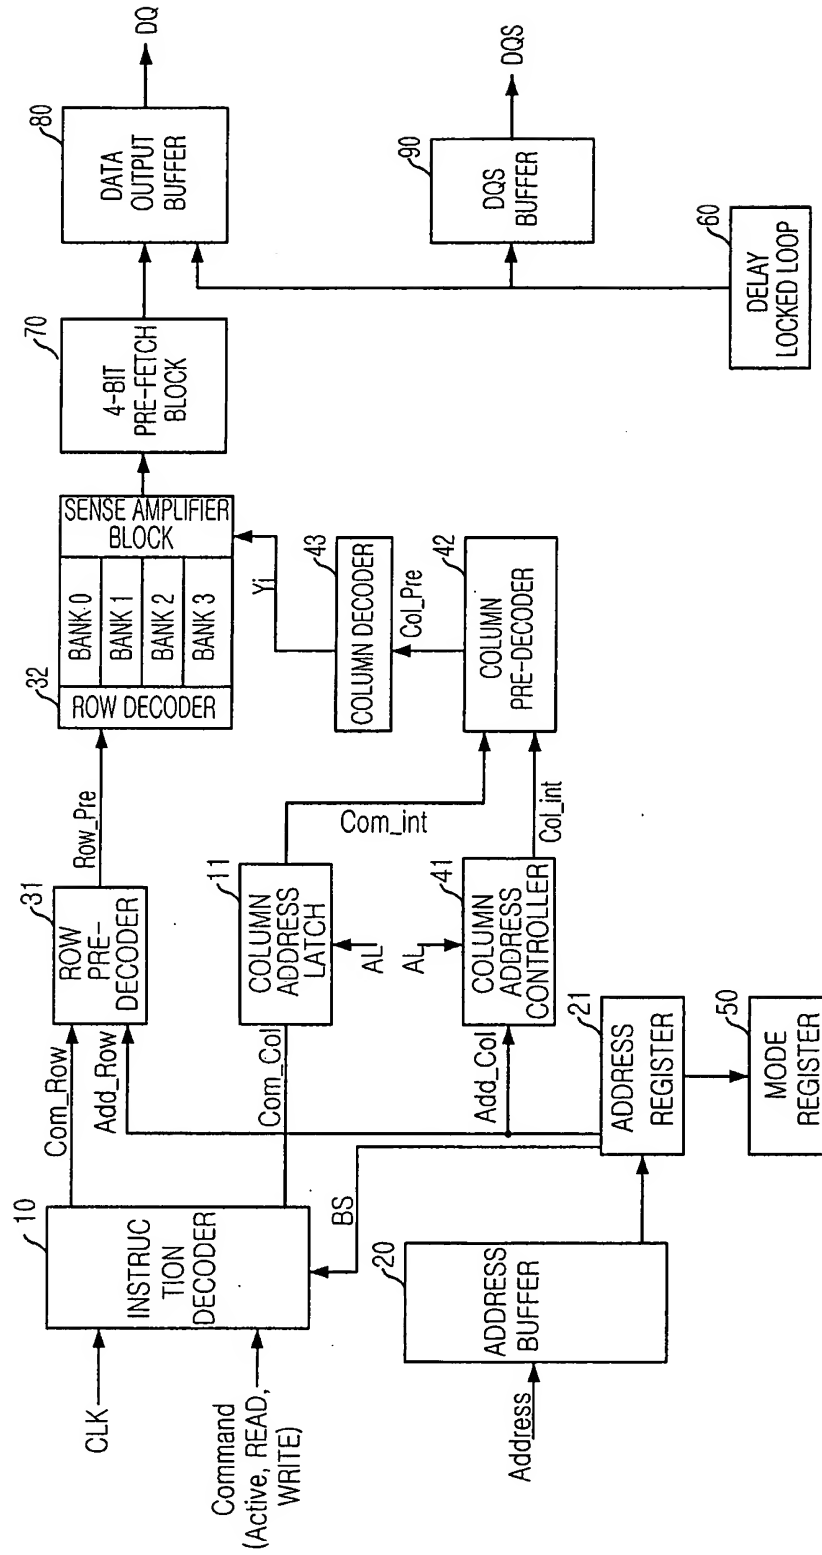 CLK
Command
(Active, READ,
WRITE)
10
INSTRUC
TION
DECODER
Com_Row
Add_Row
Com_Col
BS
31
ROW
PRE-
DECODER
Row_Pre
32
ROW DECODER
BANK 0
BANK 1
BANK 2
BANK 3
SENSE AMPLIFIER
BLOCK
70
4-BIT
PRE-FETCH
BLOCK
80
DATA
OUTPUT
BUFFER
DQ
11
COLUMN
ADDRESS
LATCH
AL
Com_int
Yi
43
COLUMN DECODER
Col_Pre
90
DQS
BUFFER
DQS
Address
20
ADDRESS
BUFFER
Add_Col
AL
41
COLUMN
ADDRESS
CONTROLLER
Col_int
42
COLUMN
PRE-DECODER
21
ADDRESS
REGISTER
50
MODE
REGISTER
60
DELAY
LOCKED LOOP